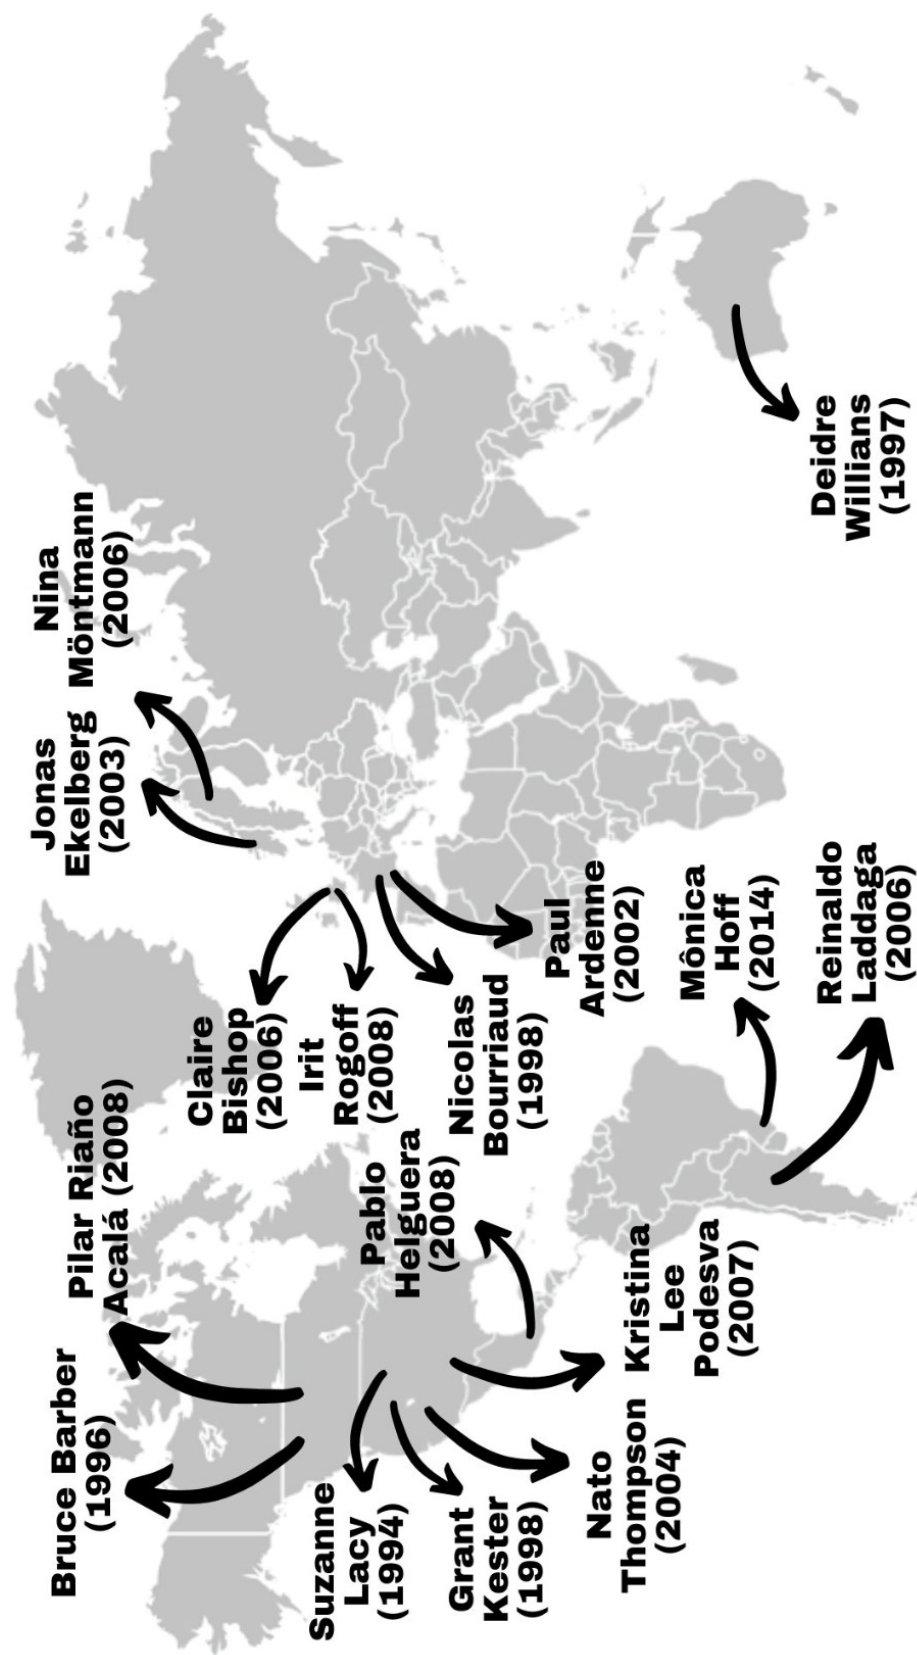 Bruce Barber
(1996)
Pilar Riaño
Acalá (2008)
Jonas
Ekelberg
(2003)
Nina
Möntmann
(2006)
Suzanne
Lacy
(1994)
Grant
Kester
(1998)
Nato
Thompson
(2004)
Kristina
Lee
Podesva
(2007)
Pablo
Helguera
(2008)
Claire
Bishop
(2006)
Irit
Rogoff
(2008)
Nicolas
Bourriaud
(1998)
Paul
Ardenne
(2002)
Mônica
Hoff
(2014)
Reinaldo
Laddaga
(2006)
Deidre
Willians
(1997)